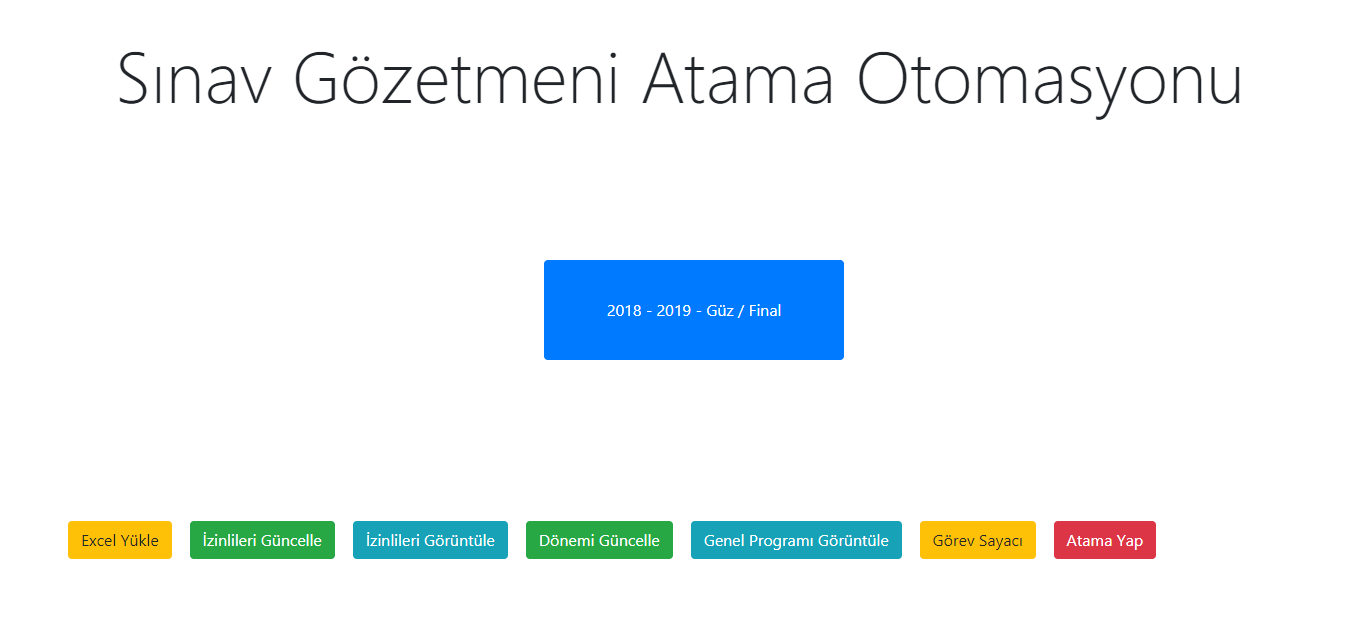 Sınav Gözetmeni Atama Otomasyonu
2018 - 2019 - Güz / Final
Excel Yükle İzinlileri Güncelle İzinlileri Görüntüle Dönemi Güncelle Genel Programı Görüntüle Görev Sayacı Atama Yap